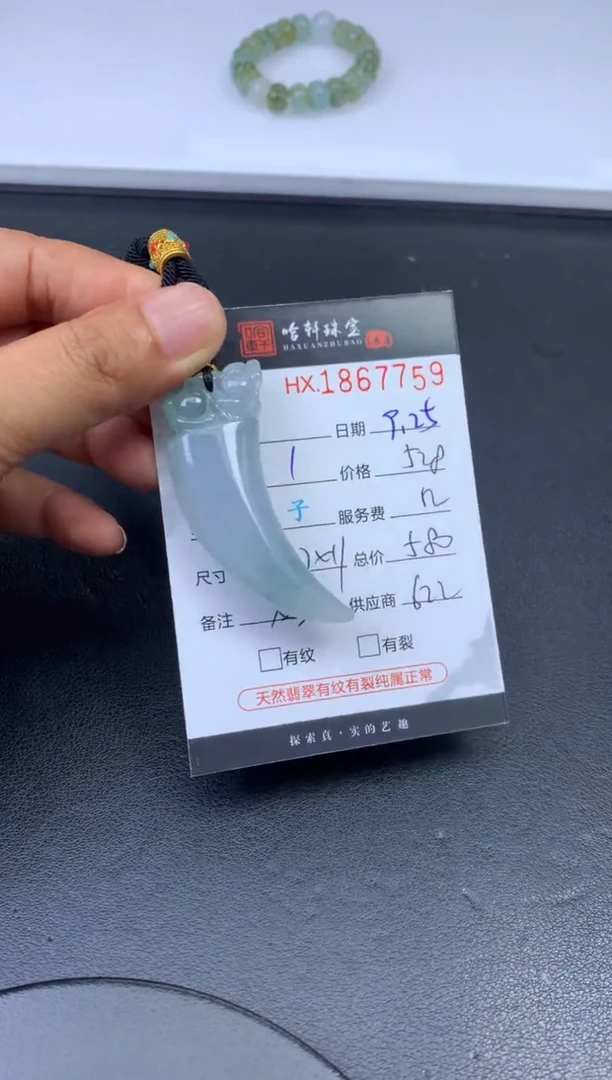 哈轩珠宝
HAXUANZHUBAO
HX.1867759
日期 9.25
1 价格 528
子 服务费
尺寸 总价 580
备注 供应商 622
有纹 有裂
天然翡翠有纹有裂纯属正常
探索真·实的艺趣